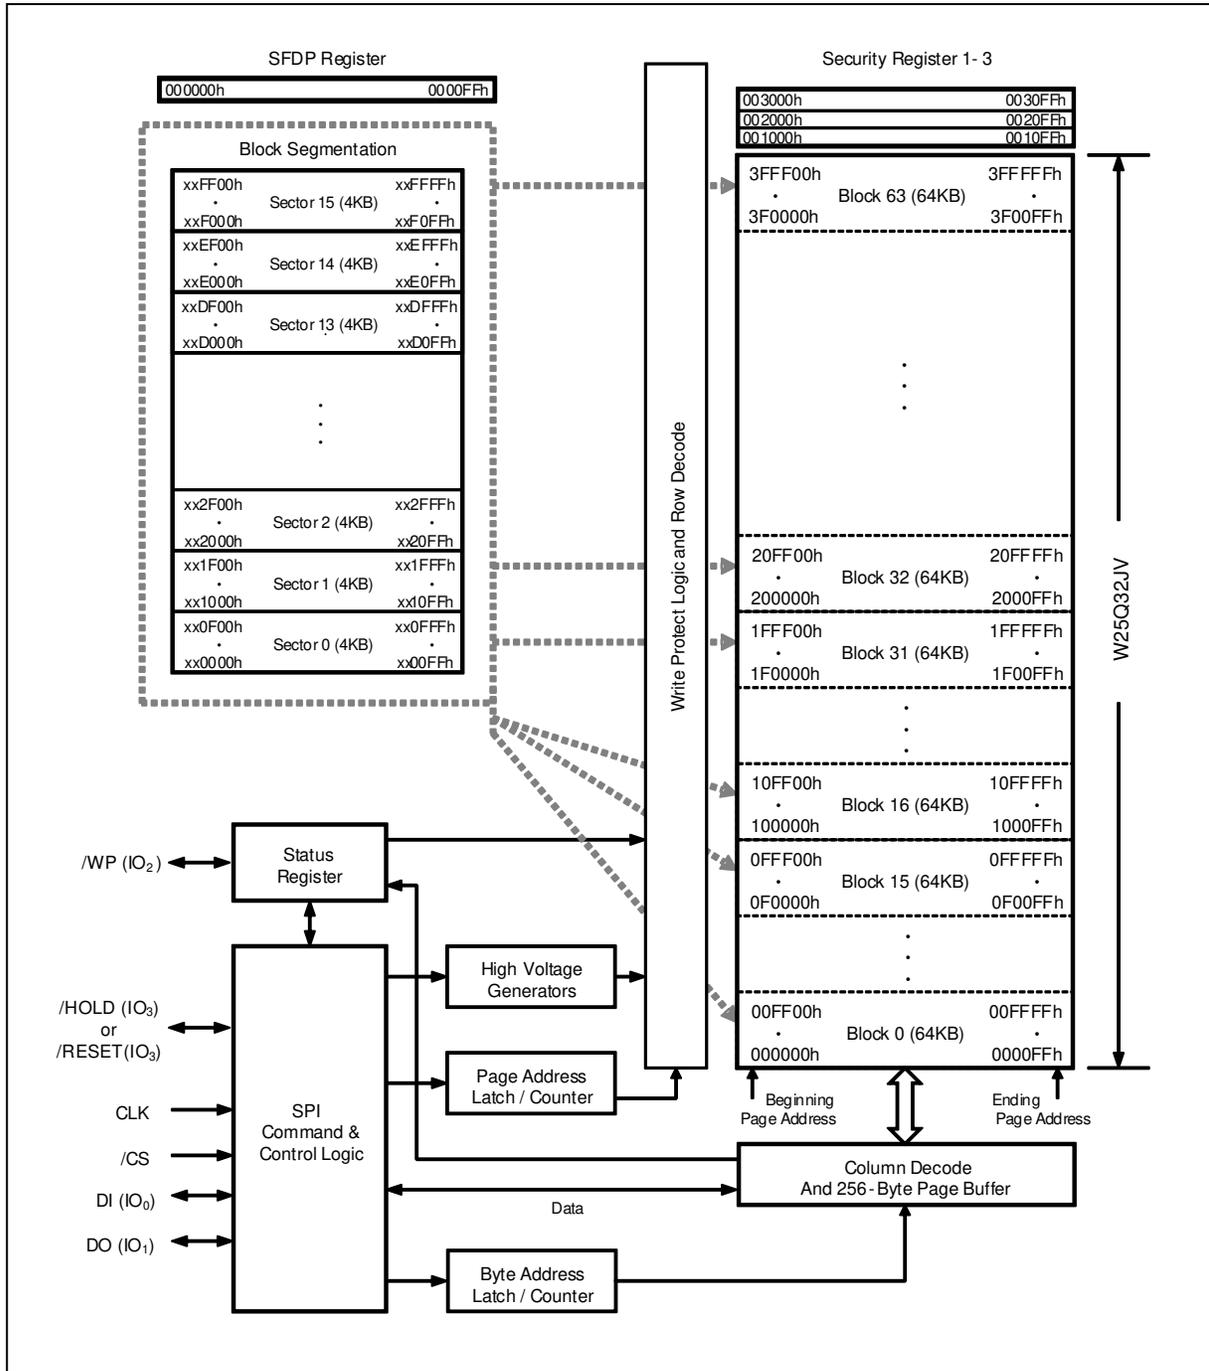 SFDP Register
000000h 0000FFh
Block Segmentation
xxFF00h xxFFFFh
Sector 15 (4KB)
xxF000h xxF0FFh
xxEF00h xxEFFFh
Sector 14 (4KB)
xxE000h xxE0FFh
xxDF00h xxDFFFh
Sector 13 (4KB)
xxD000h xxD0FFh
xx2F00h xx2FFFh
Sector 2 (4KB)
xx2000h xx20FFh
xx1F00h xx1FFFh
Sector 1 (4KB)
xx1000h xx10FFh
xx0F00h xx0FFFh
Sector 0 (4KB)
xx0000h xx00FFh
Write Protect Logic and Row Decode
Security Register 1- 3
003000h 0030FFh
002000h 0020FFh
001000h 0010FFh
3FFF00h 3FFFFFh
Block 63 (64KB)
3F0000h 3F00FFh
20FF00h 20FFFFh
Block 32 (64KB)
200000h 2000FFh
1FFF00h 1FFFFFh
Block 31 (64KB)
1F0000h 1F00FFh
10FF00h 10FFFFh
Block 16 (64KB)
100000h 1000FFh
0FFF00h 0FFFFFh
Block 15 (64KB)
0F0000h 0F00FFh
00FF00h 00FFFFh
Block 0 (64KB)
000000h 0000FFh
W25Q32JV
Beginning
Page Address
Ending
Page Address
/WP (IO₂)
Status
Register
/HOLD (IO₃)
or
/RESET(IO₃)
CLK
/CS
DI (IO₀)
DO (IO₁)
SPI
Command &
Control Logic
High Voltage
Generators
Page Address
Latch / Counter
Column Decode
And 256-Byte Page Buffer
Data
Byte Address
Latch / Counter